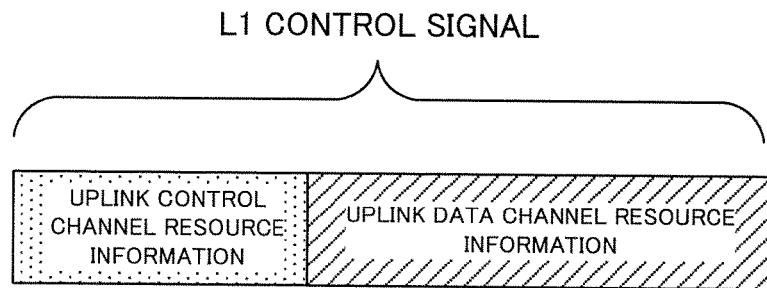 L1 CONTROL SIGNAL
UPLINK CONTROL
CHANNEL RESOURCE
INFORMATION
UPLINK DATA CHANNEL RESOURCE
INFORMATION